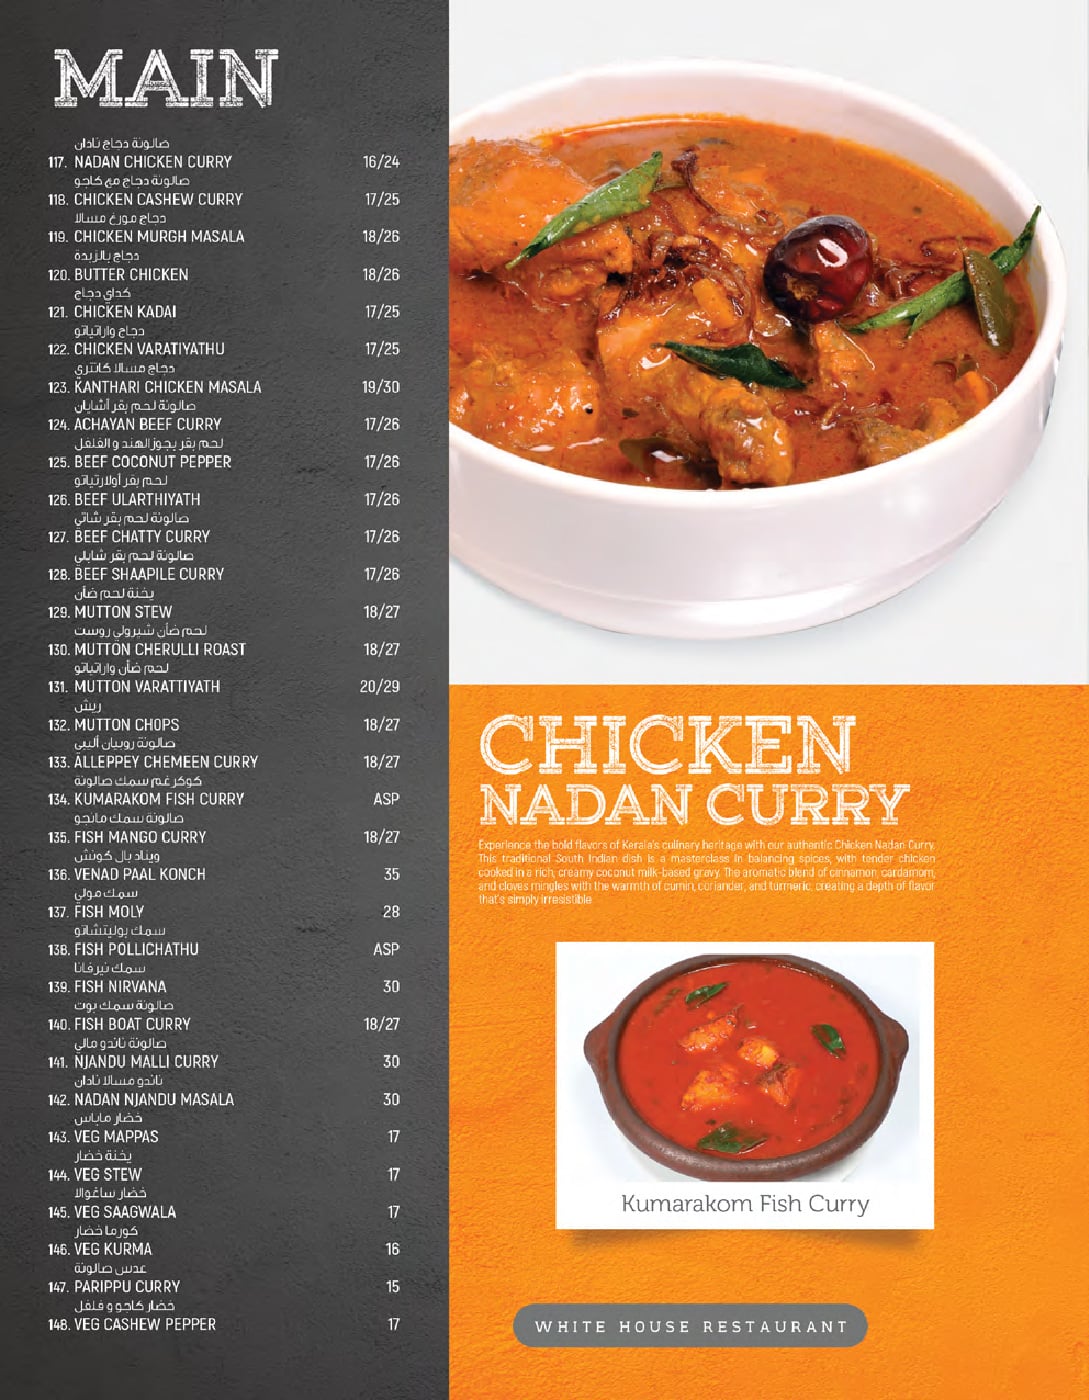 MAIN
صالونة دجاج نادان
117. NADAN CHICKEN CURRY 16/24
صالونة دجاج مع كاجو
118. CHICKEN CASHEW CURRY 17/25
دجاج مورغ مسالا
119. CHICKEN MURGH MASALA 18/26
دجاج بالزبدة
120. BUTTER CHICKEN 18/26
كداي دجاج
121. CHICKEN KADAI 17/25
دجاج واراتياتو
122. CHICKEN VARATIYATHU 17/25
دجاج مسالا كانتري
123. KANTHARI CHICKEN MASALA 19/30
صالونة لحم بقر أشايان
124. ACHAYAN BEEF CURRY 17/26
لحم بقر بجوز الهند و الفلفل
125. BEEF COCONUT PEPPER 17/26
لحم بقر أولارتياتو
126. BEEF ULARTHIYATH 17/26
صالونة لحم بقر شاتي
127. BEEF CHATTY CURRY 17/26
صالونة لحم بقر شابالي
128. BEEF SHAAPILE CURRY 17/26
يخنة لحم ضأن
129. MUTTON STEW 18/27
لحم ضأن شيرولي روست
130. MUTTON CHERULLI ROAST 18/27
لحم ضأن واراتياتو
131. MUTTON VARATTIYATH 20/29
ريش
132. MUTTON CHOPS 18/27
صالونة روبيان أليبي
133. ALLEPPEY CHEMEEN CURRY 18/27
كوكر غم سمك صالونة
134. KUMARAKOM FISH CURRY ASP
صالونة سمك مانجو
135. FISH MANGO CURRY 18/27
ويناد بال كونش
136. VENAD PAAL KONCH 35
سمك مولي
137. FISH MOLY 28
سمك بوليتشاتو
138. FISH POLLICHATHU ASP
سمك نيرفانا
139. FISH NIRVANA 30
صالونة سمك بوت
140. FISH BOAT CURRY 18/27
صالونة ناندو مالي
141. NJANDU MALLI CURRY 30
ناندو مسالا نادان
142. NADAN NJANDU MASALA 30
خضار ماباس
143. VEG MAPPAS 17
يخنة خضار
144. VEG STEW 17
خضار ساغوالا
145. VEG SAAGWALA 17
كورما خضار
146. VEG KURMA 16
عدس صالونة
147. PARIPPU CURRY 15
خضار كاجو و فلفل
148. VEG CASHEW PEPPER 17
CHICKEN
NADAN CURRY
Experience the bold flavors of Kerala's culinary heritage with our authentic Chicken Nadan Curry.
This traditional South Indian dish is a masterclass in balancing spices, with tender chicken
cooked in a rich, creamy coconut milk-based gravy. The aromatic blend of cinnamon, cardamom,
and cloves mingles with the warmth of cumin, coriander, and turmeric, creating a depth of flavor
that's simply irresistible
Kumarakom Fish Curry
WHITE HOUSE RESTAURANT